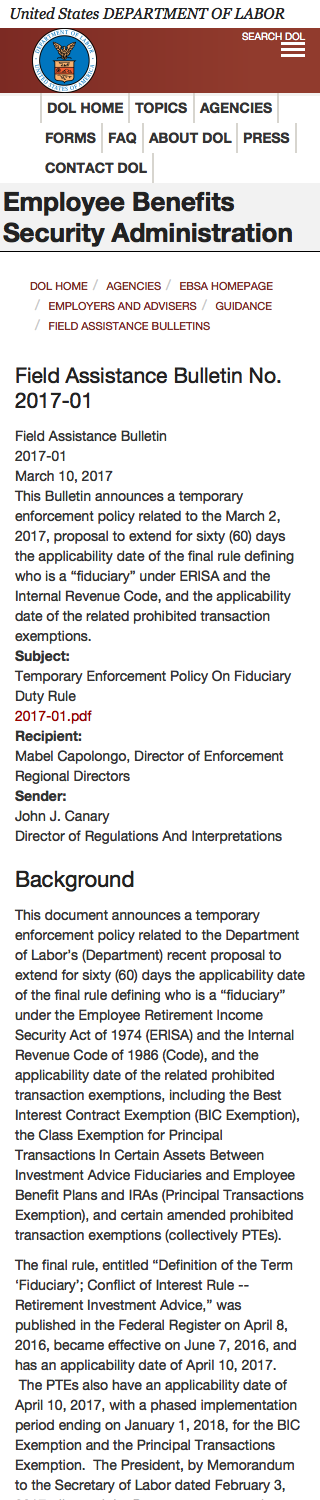 United States DEPARTMENT OF LABOR
SEARCH DOL
DOL HOME TOPICS AGENCIES
FORMS FAQ ABOUT DOL PRESS
CONTACT DOL
Employee Benefits
Security Administration
DOL HOME / AGENCIES / EBSA HOMEPAGE
/ EMPLOYERS AND ADVISERS / GUIDANCE
/ FIELD ASSISTANCE BULLETINS
Field Assistance Bulletin No.
2017-01
Field Assistance Bulletin
2017-01
March 10, 2017
This Bulletin announces a temporary
enforcement policy related to the March 2,
2017, proposal to extend for sixty (60) days
the applicability date of the final rule defining
who is a “fiduciary” under ERISA and the
Internal Revenue Code, and the applicability
date of the related prohibited transaction
exemptions.
Subject:
Temporary Enforcement Policy On Fiduciary
Duty Rule
2017-01.pdf
Recipient:
Mabel Capolongo, Director of Enforcement
Regional Directors
Sender:
John J. Canary
Director of Regulations And Interpretations
Background
This document announces a temporary
enforcement policy related to the Department
of Labor’s (Department) recent proposal to
extend for sixty (60) days the applicability date
of the final rule defining who is a “fiduciary”
under the Employee Retirement Income
Security Act of 1974 (ERISA) and the Internal
Revenue Code of 1986 (Code), and the
applicability date of the related prohibited
transaction exemptions, including the Best
Interest Contract Exemption (BIC Exemption),
the Class Exemption for Principal
Transactions In Certain Assets Between
Investment Advice Fiduciaries and Employee
Benefit Plans and IRAs (Principal Transactions
Exemption), and certain amended prohibited
transaction exemptions (collectively PTEs).
The final rule, entitled “Definition of the Term
‘Fiduciary’; Conflict of Interest Rule --
Retirement Investment Advice,” was
published in the Federal Register on April 8,
2016, became effective on June 7, 2016, and
has an applicability date of April 10, 2017.
The PTEs also have an applicability date of
April 10, 2017, with a phased implementation
period ending on January 1, 2018, for the BIC
Exemption and the Principal Transactions
Exemption. The President, by Memorandum
to the Secretary of Labor dated February 3,